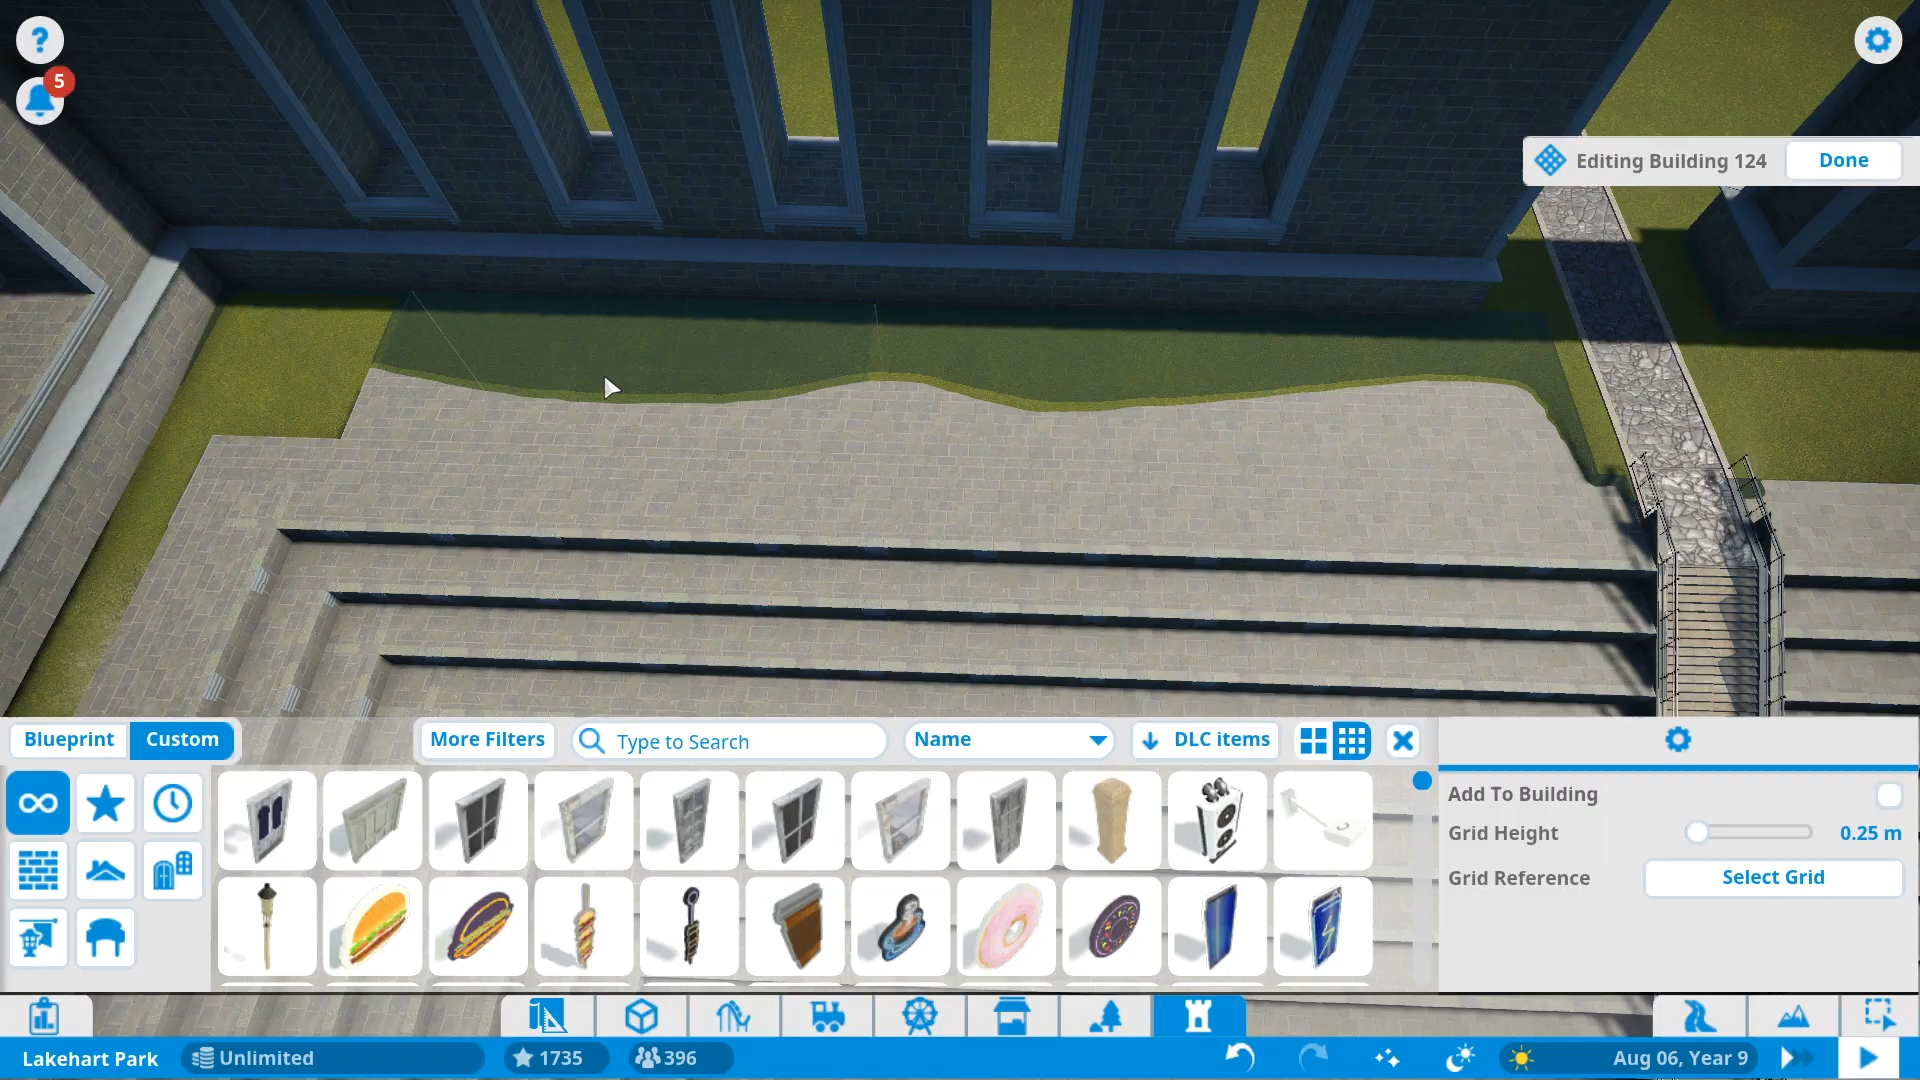 ?
5
Editing Building 124
Done
Blueprint
Custom
More Filters
Type to Search
Name
DLC items
Add To Building
Grid Height
0.25 m
Grid Reference
Select Grid
Lakehart Park
Unlimited
1735
396
Aug 06, Year 9